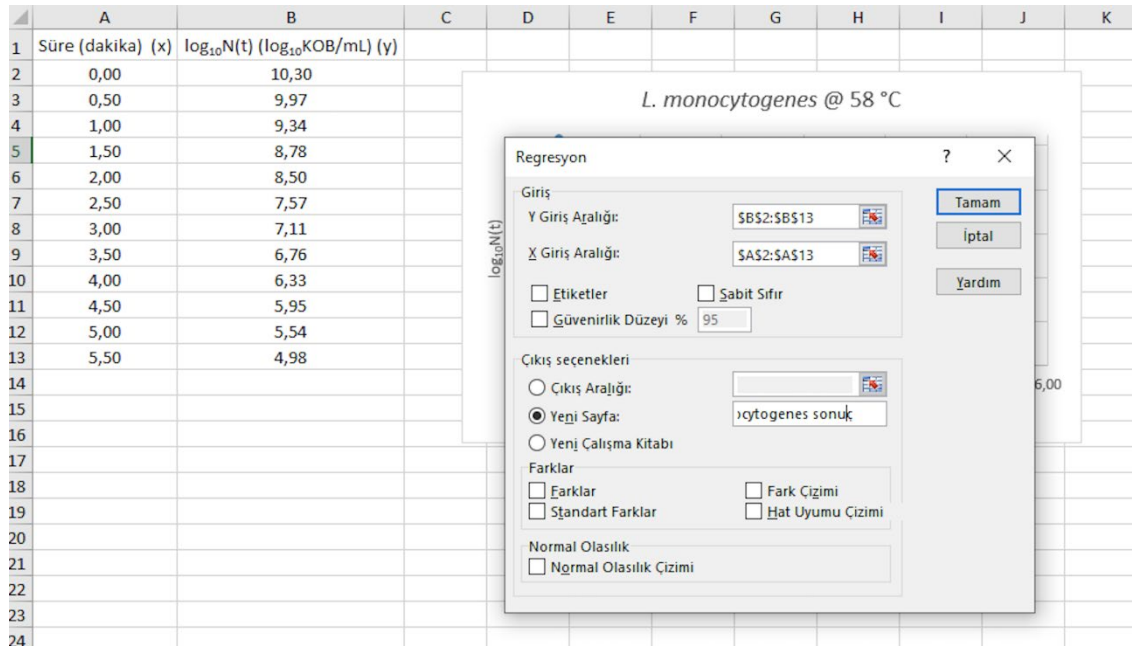 A B C D E F G H I J K
1 Süre (dakika) (x) log₁₀N(t) (log₁₀KOB/mL) (y)
2 0,00 10,30
3 0,50 9,97
4 1,00 9,34
5 1,50 8,78
6 2,00 8,50
7 2,50 7,57
8 3,00 7,11
9 3,50 6,76
10 4,00 6,33
11 4,50 5,95
12 5,00 5,54
13 5,50 4,98
14
15
16
17
18
19
20
21
22
23
24
L. monocytogenes @ 58 °C
log₁₀N(t)
6,00
Regresyon ? ×
Giriş
Y Giriş Aralığı: $B$2:$B$13
X Giriş Aralığı: $A$2:$A$13
Etiketler Sabit Sıfır
Güvenirlik Düzeyi % 95
Tamam
İptal
Yardım
Çıkış seçenekleri
Çıkış Aralığı:
Yeni Sayfa: ocytogenes sonuç
Yeni Çalışma Kitabı
Farklar
Farklar Fark Çizimi
Standart Farklar Hat Uyumu Çizimi
Normal Olasılık
Normal Olasılık Çizimi